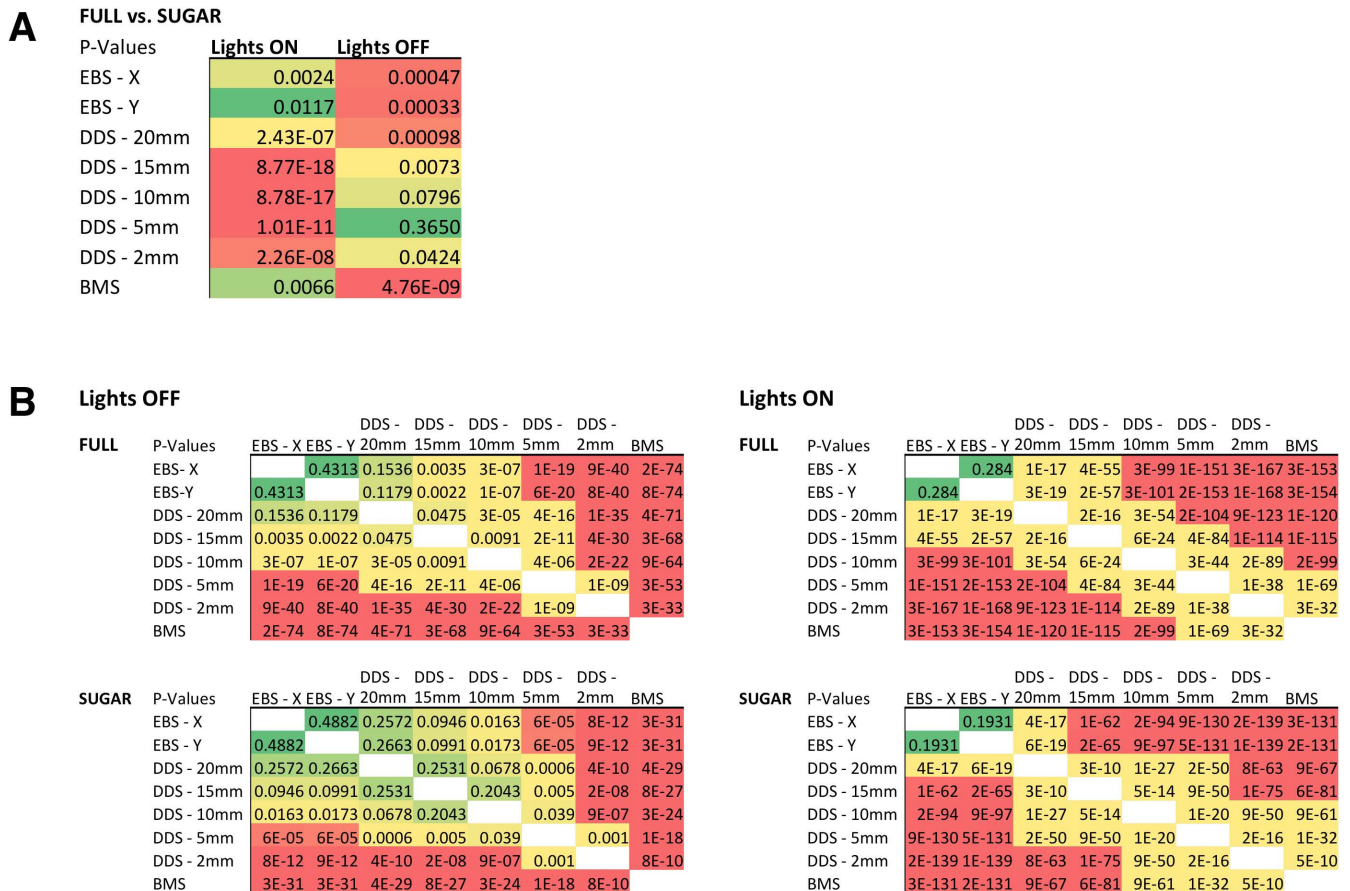 A
FULL vs. SUGAR
P-Values Lights ON Lights OFF
EBS - X 0.0024 0.00047
EBS - Y 0.0117 0.00033
DDS - 20mm 2.43E-07 0.00098
DDS - 15mm 8.77E-18 0.0073
DDS - 10mm 8.78E-17 0.0796
DDS - 5mm 1.01E-11 0.3650
DDS - 2mm 2.26E-08 0.0424
BMS 0.0066 4.76E-09
B
Lights OFF
DDS - DDS - DDS - DDS - DDS -
FULL P-Values EBS - X EBS - Y 20mm 15mm 10mm 5mm 2mm BMS
EBS- X 0.4313 0.1536 0.0035 3E-07 1E-19 9E-40 2E-74
EBS-Y 0.4313 0.1179 0.0022 1E-07 6E-20 8E-40 8E-74
DDS - 20mm 0.1536 0.1179 0.0475 3E-05 4E-16 1E-35 4E-71
DDS - 15mm 0.0035 0.0022 0.0475 0.0091 2E-11 4E-30 3E-68
DDS - 10mm 3E-07 1E-07 3E-05 0.0091 4E-06 2E-22 9E-64
DDS - 5mm 1E-19 6E-20 4E-16 2E-11 4E-06 1E-09 3E-53
DDS - 2mm 9E-40 8E-40 1E-35 4E-30 2E-22 1E-09 3E-33
BMS 2E-74 8E-74 4E-71 3E-68 9E-64 3E-53 3E-33
DDS - DDS - DDS - DDS - DDS -
SUGAR P-Values EBS - X EBS - Y 20mm 15mm 10mm 5mm 2mm BMS
EBS - X 0.4882 0.2572 0.0946 0.0163 6E-05 8E-12 3E-31
EBS - Y 0.4882 0.2663 0.0991 0.0173 6E-05 9E-12 3E-31
DDS - 20mm 0.2572 0.2663 0.2531 0.0678 0.0006 4E-10 4E-29
DDS - 15mm 0.0946 0.0991 0.2531 0.2043 0.005 2E-08 8E-27
DDS - 10mm 0.0163 0.0173 0.0678 0.2043 0.039 9E-07 3E-24
DDS - 5mm 6E-05 6E-05 0.0006 0.005 0.039 0.001 1E-18
DDS - 2mm 8E-12 9E-12 4E-10 2E-08 9E-07 0.001 8E-10
BMS 3E-31 3E-31 4E-29 8E-27 3E-24 1E-18 8E-10
Lights ON
DDS - DDS - DDS - DDS - DDS -
FULL P-Values EBS - X EBS - Y 20mm 15mm 10mm 5mm 2mm BMS
EBS - X 0.284 1E-17 4E-55 3E-99 1E-151 3E-167 3E-153
EBS - Y 0.284 3E-19 2E-57 3E-101 2E-153 1E-168 3E-154
DDS - 20mm 1E-17 3E-19 2E-16 3E-54 2E-104 9E-123 1E-120
DDS - 15mm 4E-55 2E-57 2E-16 6E-24 4E-84 1E-114 1E-115
DDS - 10mm 3E-99 3E-101 3E-54 6E-24 3E-44 2E-89 2E-99
DDS - 5mm 1E-151 2E-153 2E-104 4E-84 3E-44 1E-38 1E-69
DDS - 2mm 3E-167 1E-168 9E-123 1E-114 2E-89 1E-38 3E-32
BMS 3E-153 3E-154 1E-120 1E-115 2E-99 1E-69 3E-32
DDS - DDS - DDS - DDS - DDS -
SUGAR P-Values EBS - X EBS - Y 20mm 15mm 10mm 5mm 2mm BMS
EBS - X 0.1931 4E-17 1E-62 2E-94 9E-130 2E-139 3E-131
EBS - Y 0.1931 6E-19 2E-65 9E-97 5E-131 1E-139 2E-131
DDS - 20mm 4E-17 6E-19 3E-10 1E-27 2E-50 8E-63 9E-67
DDS - 15mm 1E-62 2E-65 3E-10 5E-14 9E-50 1E-75 6E-81
DDS - 10mm 2E-94 9E-97 1E-27 5E-14 1E-20 9E-50 9E-61
DDS - 5mm 9E-130 5E-131 2E-50 9E-50 1E-20 2E-16 1E-32
DDS - 2mm 2E-139 1E-139 8E-63 1E-75 9E-50 2E-16 5E-10
BMS 3E-131 2E-131 9E-67 6E-81 9E-61 1E-32 5E-10